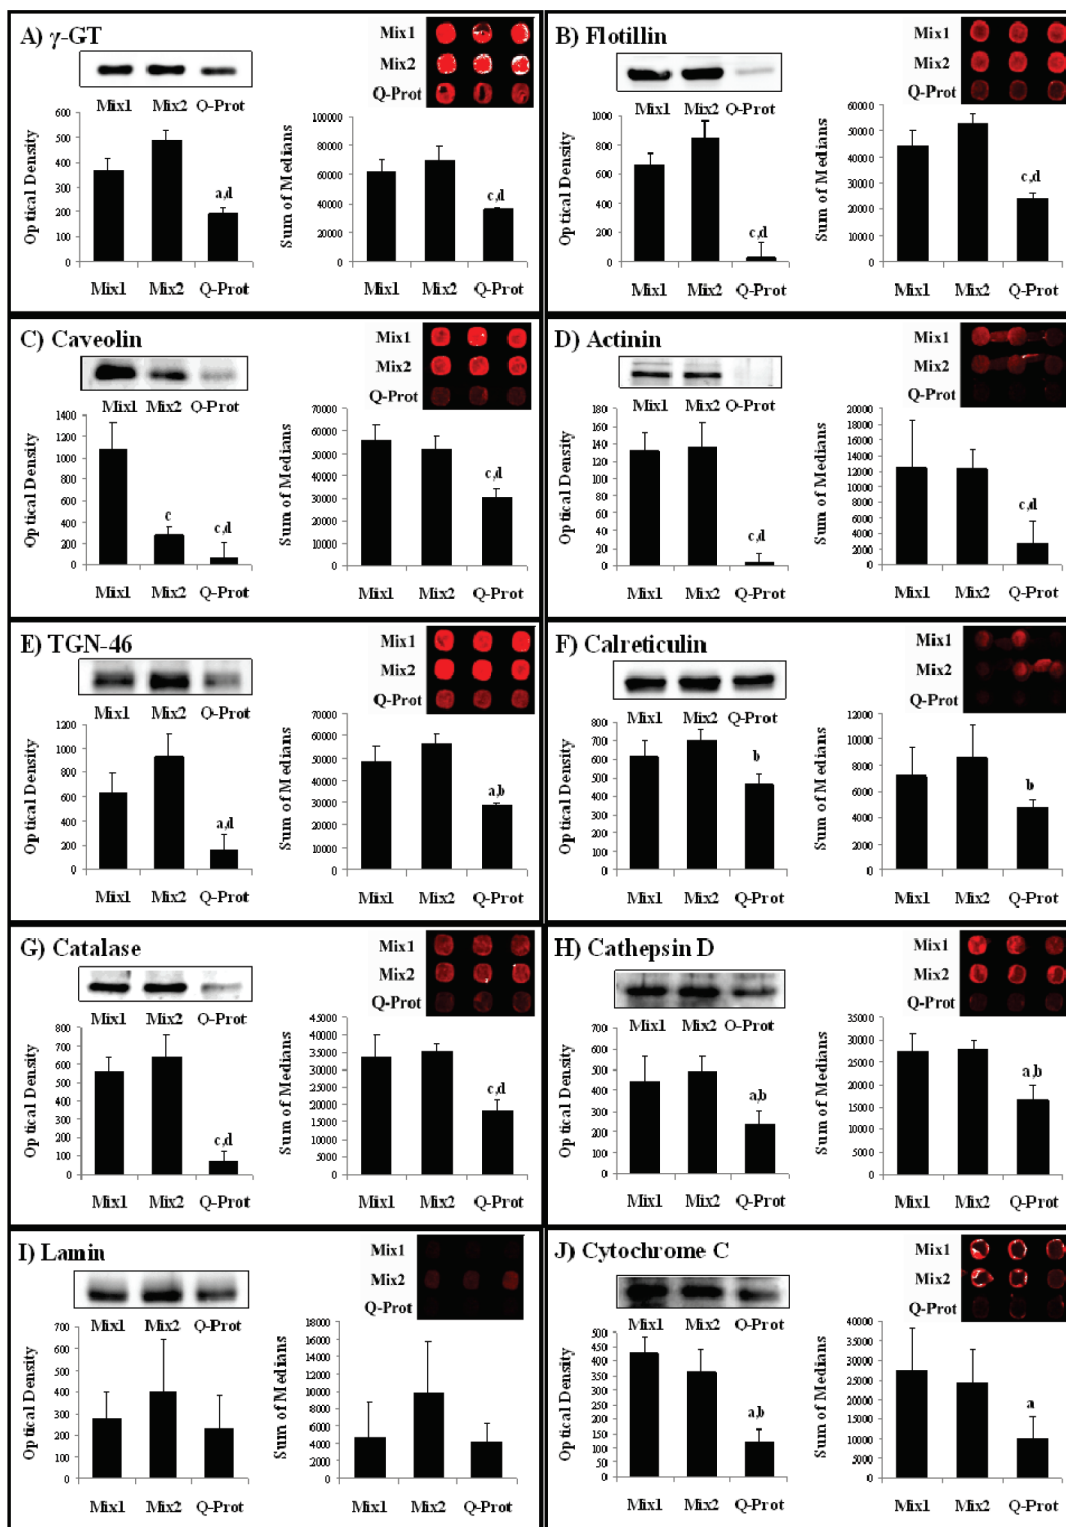 A) γ-GT
Mix1
Mix2
Q-Prot
Mix1 Mix2 Q-Prot
Optical Density
600
500
400
300
200
100
0
a,d
Mix1 Mix2 Q-Prot
Sum of Medians
100000
80000
60000
40000
20000
0
c,d
Mix1 Mix2 Q-Prot
B) Flotillin
Mix1
Mix2
Q-Prot
Mix1 Mix2 Q-Prot
Optical Density
1000
800
600
400
200
0
c,d
Mix1 Mix2 Q-Prot
Sum of Medians
60000
50000
40000
30000
20000
10000
0
c,d
Mix1 Mix2 Q-Prot
C) Caveolin
Mix1
Mix2
Q-Prot
Mix1 Mix2 Q-Prot
Optical Density
1400
1200
1000
800
600
400
200
0
c
c,d
Mix1 Mix2 Q-Prot
Sum of Medians
70000
60000
50000
40000
30000
20000
10000
0
c,d
Mix1 Mix2 Q-Prot
D) Actinin
Mix1
Mix2
Q-Prot
Mix1 Mix2 Q-Prot
Optical Density
180
160
140
120
100
80
60
40
20
0
c,d
Mix1 Mix2 Q-Prot
Sum of Medians
20000
18000
16000
14000
12000
10000
8000
6000
4000
2000
0
c,d
Mix1 Mix2 Q-Prot
E) TGN-46
Mix1
Mix2
Q-Prot
Mix1 Mix2 Q-Prot
Optical Density
1200
1000
800
600
400
200
0
a,d
Mix1 Mix2 Q-Prot
Sum of Medians
70000
60000
50000
40000
30000
20000
10000
0
a,b
Mix1 Mix2 Q-Prot
F) Calreticulin
Mix1
Mix2
Q-Prot
Mix1 Mix2 Q-Prot
Optical Density
800
700
600
500
400
300
200
100
0
b
Mix1 Mix2 Q-Prot
Sum of Medians
12000
10000
8000
6000
4000
2000
0
b
Mix1 Mix2 Q-Prot
G) Catalase
Mix1
Mix2
Q-Prot
Mix1 Mix2 Q-Prot
Optical Density
800
700
600
500
400
300
200
100
0
c,d
Mix1 Mix2 Q-Prot
Sum of Medians
45000
40000
35000
30000
25000
20000
15000
10000
5000
0
c,d
Mix1 Mix2 Q-Prot
H) Cathepsin D
Mix1
Mix2
Q-Prot
Mix1 Mix2 Q-Prot
Optical Density
700
600
500
400
300
200
100
0
a,b
Mix1 Mix2 Q-Prot
Sum of Medians
35000
30000
25000
20000
15000
10000
5000
0
a,b
Mix1 Mix2 Q-Prot
I) Lamin
Mix1
Mix2
Q-Prot
Mix1 Mix2 Q-Prot
Optical Density
700
600
500
400
300
200
100
0
Mix1 Mix2 Q-Prot
Sum of Medians
18000
16000
14000
12000
10000
8000
6000
4000
2000
0
Mix1 Mix2 Q-Prot
J) Cytochrome C
Mix1
Mix2
Q-Prot
Mix1 Mix2 Q-Prot
Optical Density
500
450
400
350
300
250
200
150
100
50
0
a,b
Mix1 Mix2 Q-Prot
Sum of Medians
40000
35000
30000
25000
20000
15000
10000
5000
0
a
Mix1 Mix2 Q-Prot